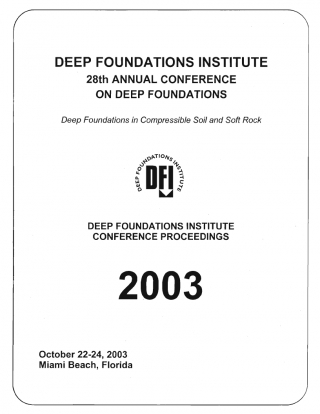 DEEP FOUNDATIONS INSTITUTE
28th ANNUAL CONFERENCE
ON DEEP FOUNDATIONS
Deep Foundations in Compressible Soil and Soft Rock
DEEP FOUNDATIONS INSTITUTE
DFI
DEEP FOUNDATIONS INSTITUTE
CONFERENCE PROCEEDINGS
2003
October 22-24, 2003
Miami Beach, Florida